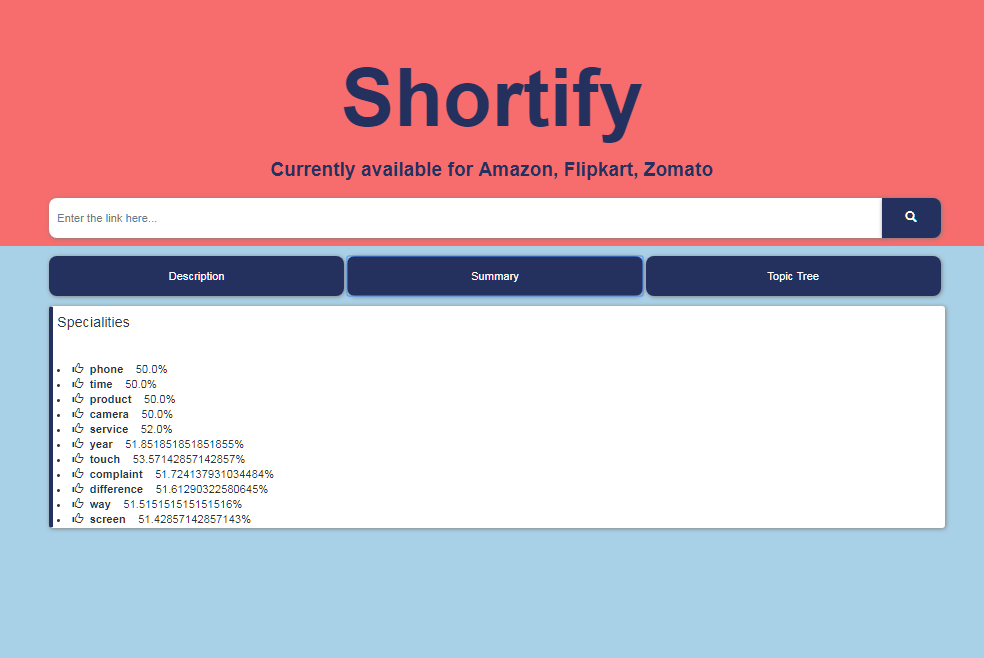 Shortify
Currently available for Amazon, Flipkart, Zomato
Enter the link here...
Description Summary Topic Tree
Specialities
phone 50.0%
time 50.0%
product 50.0%
camera 50.0%
service 52.0%
year 51.851851851851855%
touch 53.57142857142857%
complaint 51.724137931034484%
difference 51.61290322580645%
way 51.515151515151516%
screen 51.42857142857143%